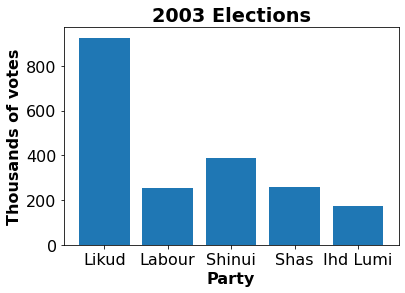 2003 Elections
Thousands of votes
800
600
400
200
0
Likud Labour Shinui Shas Ihd Lumi
Party